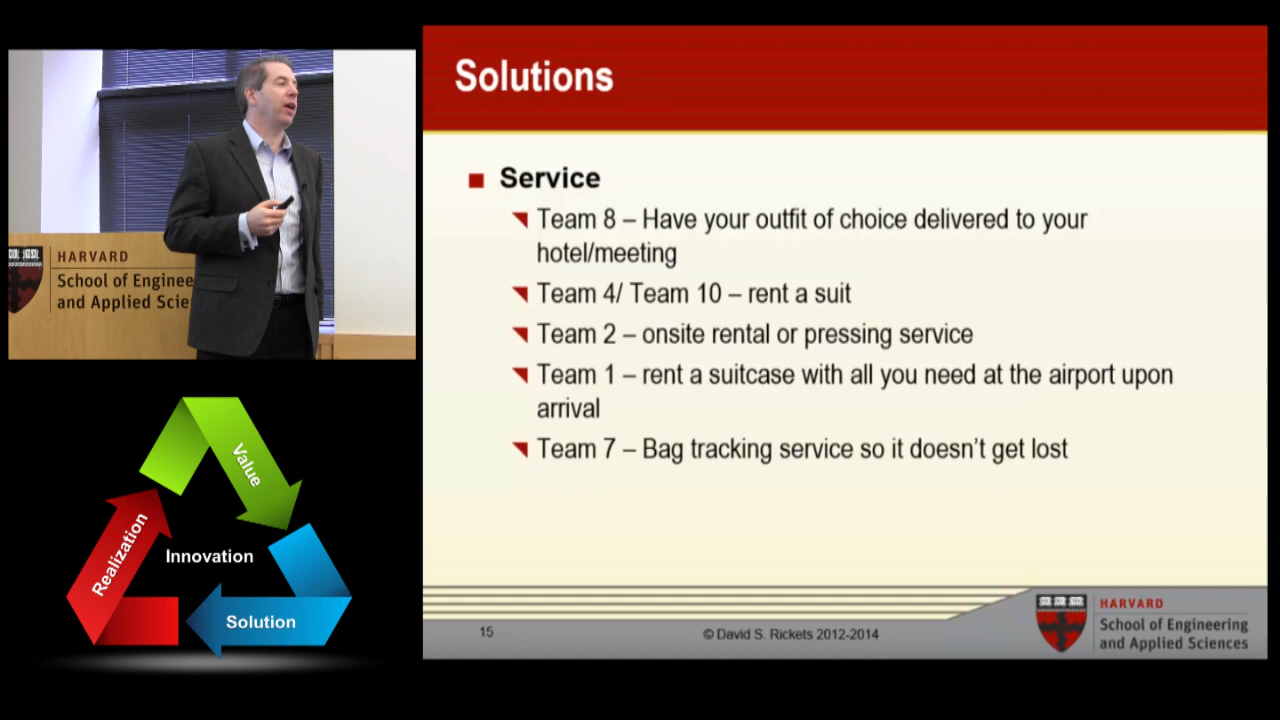 HARVARD
School of Enginee
and Applied Scie
Value
Realization
Innovation
Solution
Solutions
Service
Team 8 – Have your outfit of choice delivered to your
hotel/meeting
Team 4/ Team 10 – rent a suit
Team 2 – onsite rental or pressing service
Team 1 – rent a suitcase with all you need at the airport upon
arrival
Team 7 – Bag tracking service so it doesn't get lost
15
© David S. Rickets 2012-2014
HARVARD
School of Engineering
and Applied Sciences